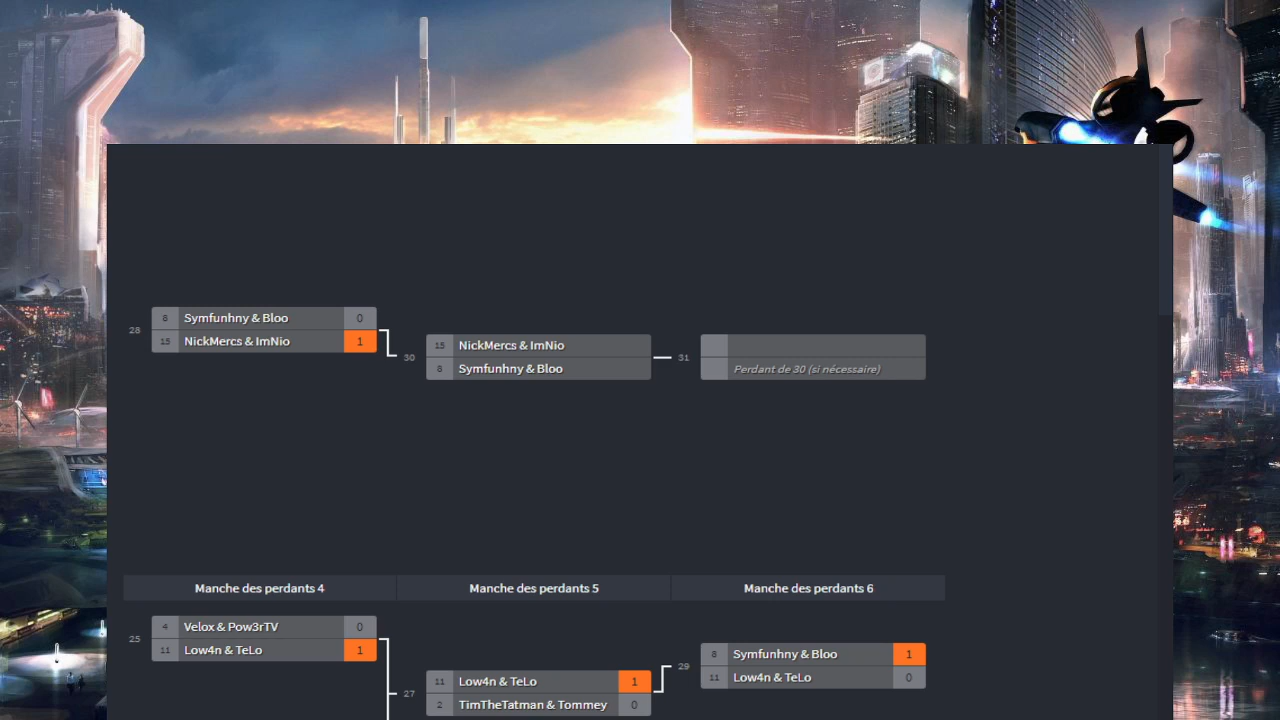 28
8 Symfunhny & Bloo 0
15 NickMercs & ImNio 1
30
15 NickMercs & ImNio
8 Symfunhny & Bloo
31
Perdant de 30 (si nécessaire)
Manche des perdants 4
Manche des perdants 5
Manche des perdants 6
25
4 Velox & Pow3rTV 0
11 Low4n & TeLo 1
27
11 Low4n & TeLo 1
2 TimTheTatman & Tommey 0
29
8 Symfunhny & Bloo 1
11 Low4n & TeLo 0